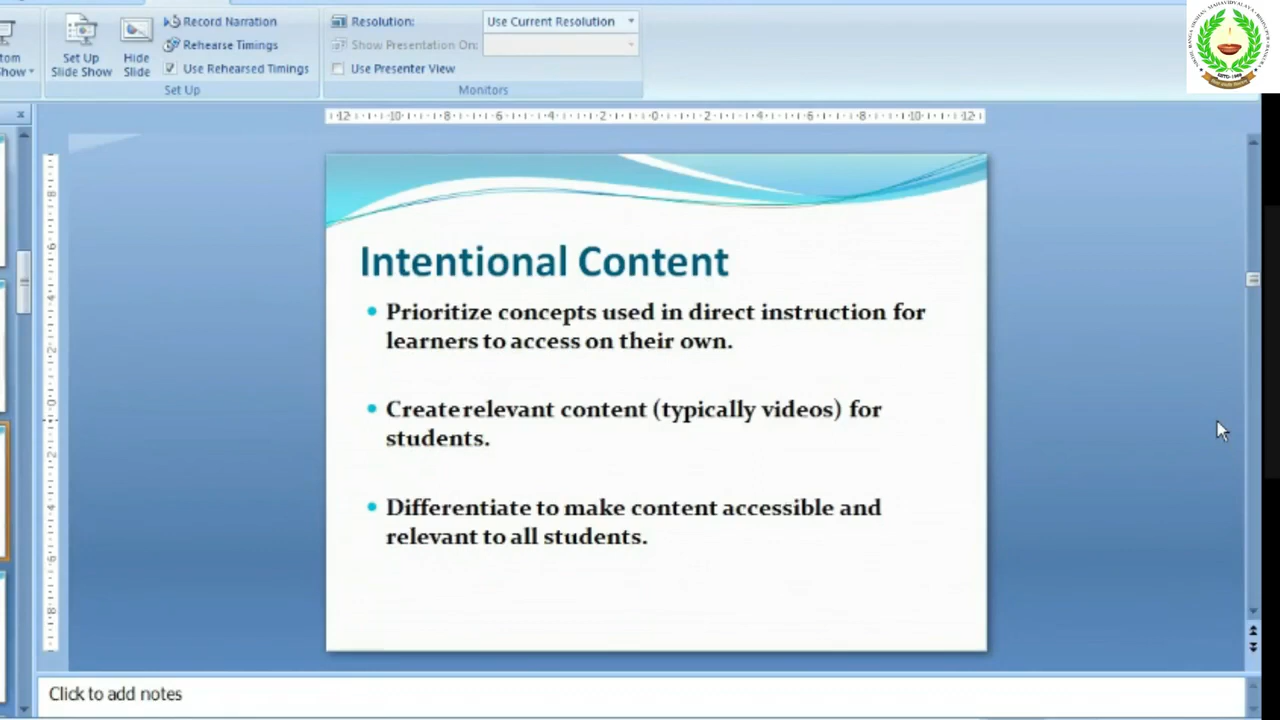 Record Narration
Resolution:
Use Current Resolution
tom
Show
Set Up
Slide Show
Hide
Slide
Rehearse Timings
Show Presentation On:
Use Rehearsed Timings
Use Presenter View
Set Up
Monitors
Intentional Content
Prioritize concepts used in direct instruction for
learners to access on their own.
Create relevant content (typically videos) for
students.
Differentiate to make content accessible and
relevant to all students.
Click to add notes